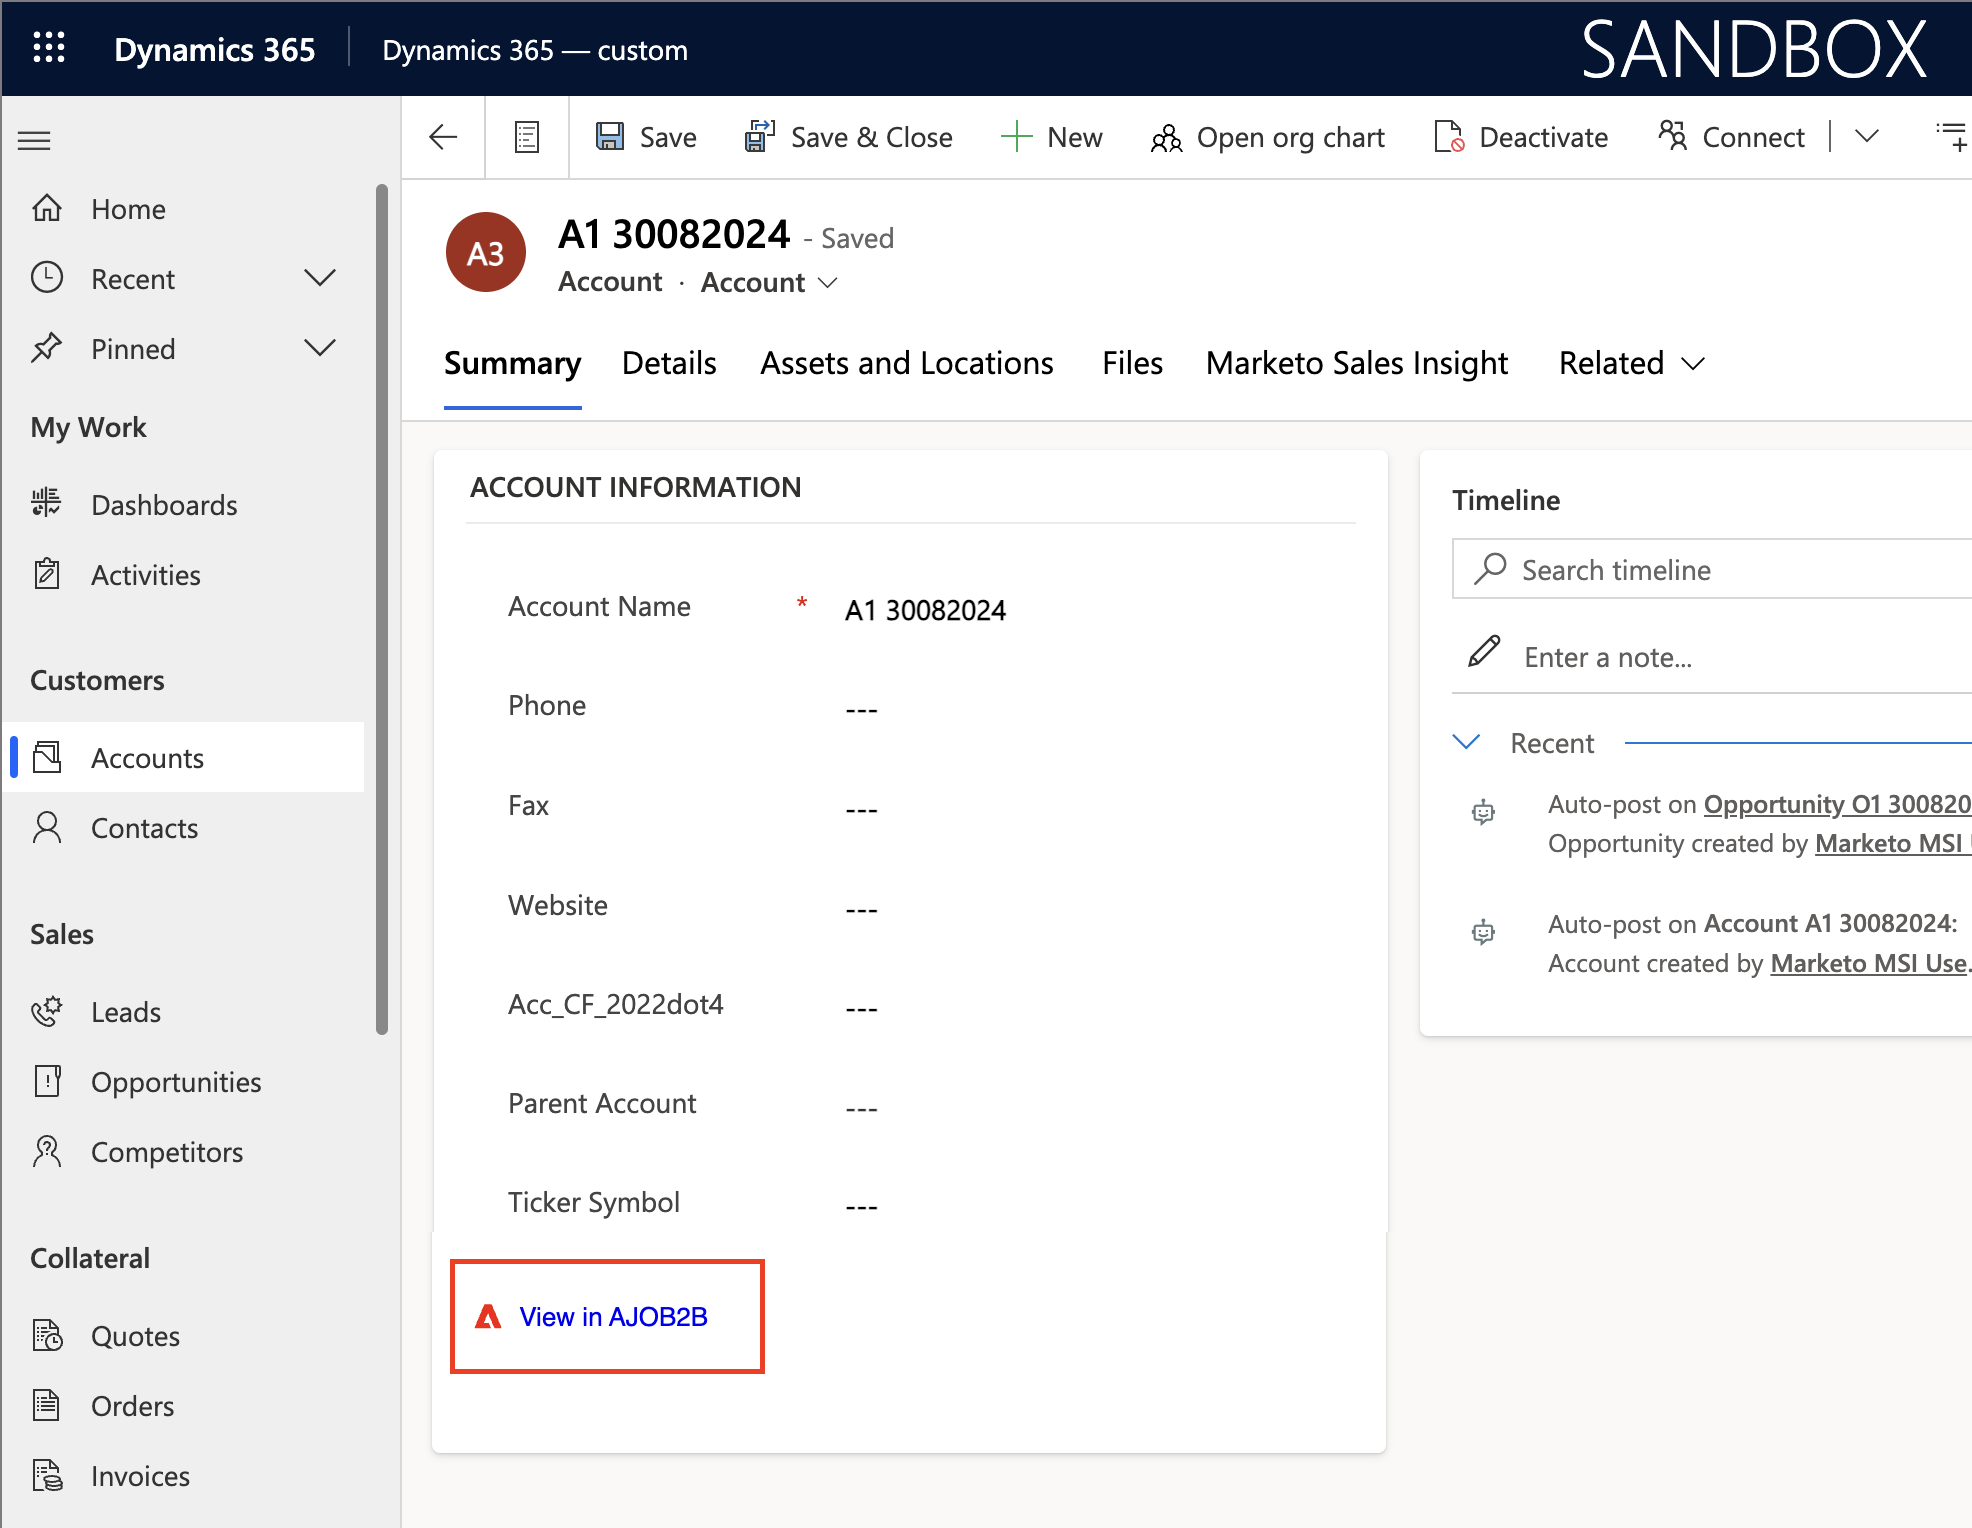 Dynamics 365
Dynamics 365 — custom
SANDBOX
Save
Save & Close
New
Open org chart
Deactivate
Connect
Home
Recent
Pinned
My Work
Dashboards
Activities
Customers
Accounts
Contacts
Sales
Leads
Opportunities
Competitors
Collateral
Quotes
Orders
Invoices
A3
A1 30082024 - Saved
Account · Account
Summary
Details
Assets and Locations
Files
Marketo Sales Insight
Related
ACCOUNT INFORMATION
Account Name * A1 30082024
Phone ---
Fax ---
Website ---
Acc_CF_2022dot4 ---
Parent Account ---
Ticker Symbol ---
View in AJOB2B
Timeline
Search timeline
Enter a note...
Recent
Auto-post on Opportunity O1 300820
Opportunity created by Marketo MSI
Auto-post on Account A1 30082024:
Account created by Marketo MSI Use.